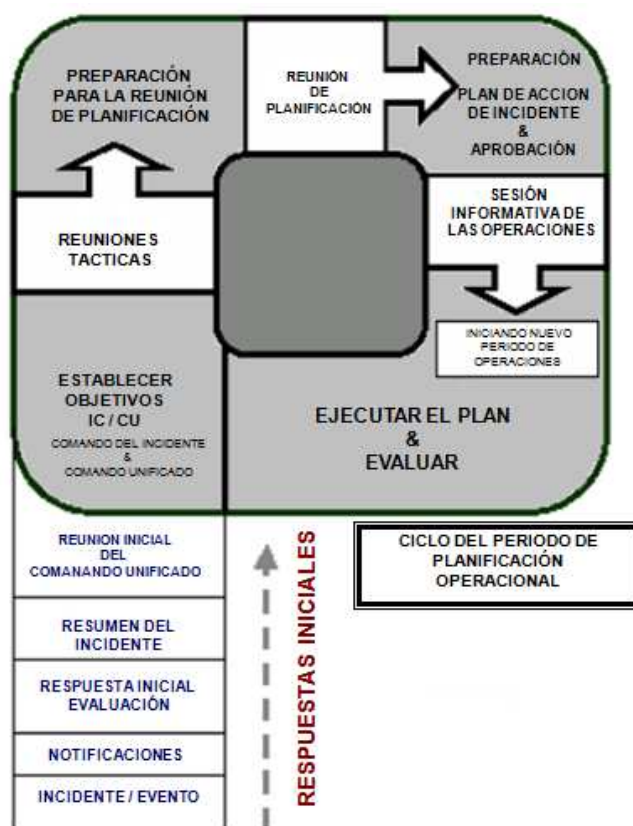 PREPARACIÓN
PARA LA REUNIÓN
DE PLANIFICACIÓN
REUNIÓN
DE
PLANIFICACIÓN
PREPARACIÓN
PLAN DE ACCION
DE INCIDENTE
&
APROBACIÓN
REUNIONES
TACTICAS
SESIÓN
INFORMATIVA DE
LAS OPERACIONES
INICIANDO NUEVO
PERIODO DE
OPERACIONES
ESTABLECER
OBJETIVOS
IC / CU
COMANDO DEL INCIDENTE
&
COMANDO UNIFICADO
EJECUTAR EL PLAN
&
EVALUAR
REUNION INICIAL
DEL
COMANANDO UNIFICADO
RESUMEN DEL
INCIDENTE
RESPUESTA INICIAL
EVALUACIÓN
NOTIFICACIONES
INCIDENTE / EVENTO
RESPUESTAS INICIALES
CICLO DEL PERIODO DE
PLANIFICACIÓN
OPERACIONAL